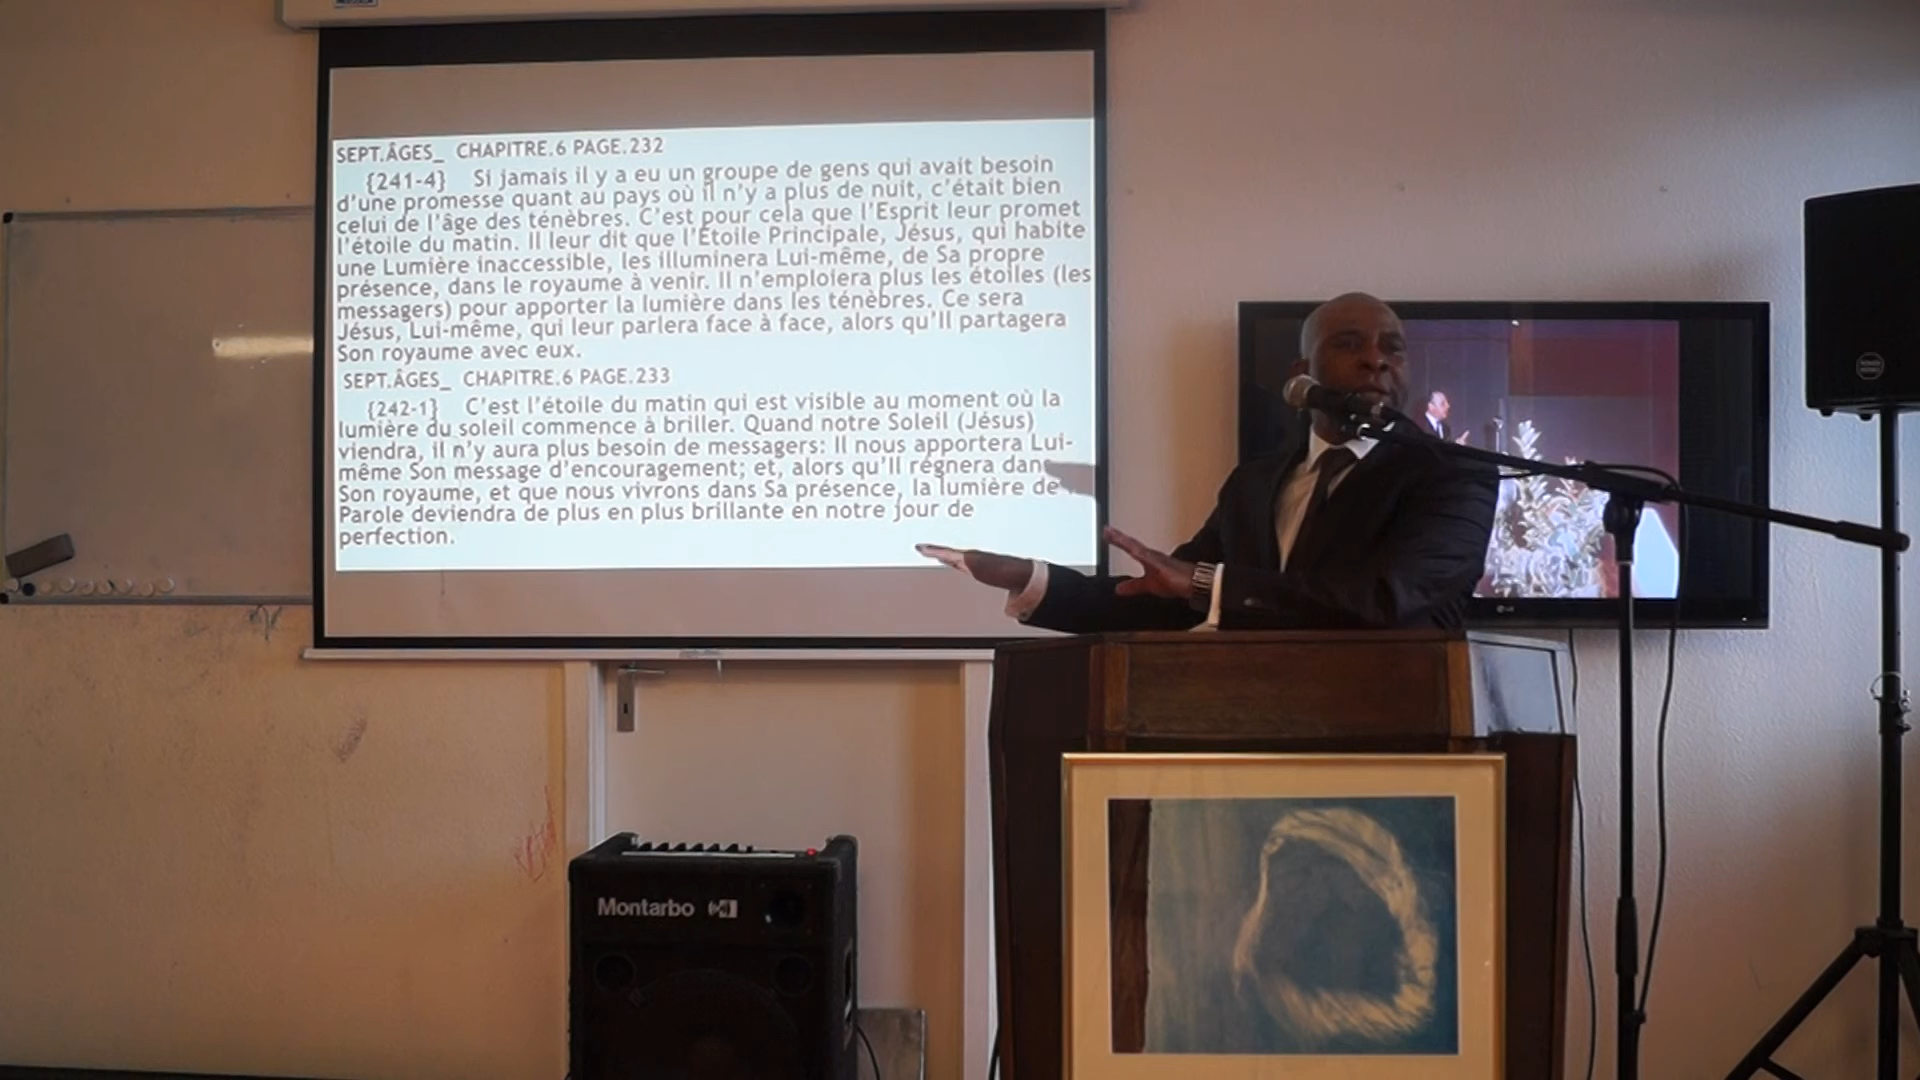 SEPT.ÂGES_ CHAPITRE.6 PAGE.232
{241-4} Si jamais il y a eu un groupe de gens qui avait besoin
d'une promesse quant au pays où il n'y a plus de nuit, c'était bien
celui de l'âge des ténèbres. C'est pour cela que l'Esprit leur promet
l'étoile du matin. Il leur dit que l'Étoile Principale, Jésus, qui habite
une Lumière inaccessible, les illuminera Lui-même, de Sa propre
présence, dans le royaume à venir. Il n'emploiera plus les étoiles (les
messagers) pour apporter la lumière dans les ténèbres. Ce sera
Jésus, Lui-même, qui leur parlera face à face, alors qu'Il partagera
Son royaume avec eux.
SEPT.ÂGES_ CHAPITRE.6 PAGE.233
{242-1} C'est l'étoile du matin qui est visible au moment où la
lumière du soleil commence à briller. Quand notre Soleil (Jésus)
viendra, il n'y aura plus besoin de messagers: Il nous apportera Lui-
même Son message d'encouragement; et, alors qu'Il régnera dans
Son royaume, et que nous vivrons dans Sa présence, la lumière de
Parole deviendra de plus en plus brillante en notre jour de
perfection.
LG
Montarbo